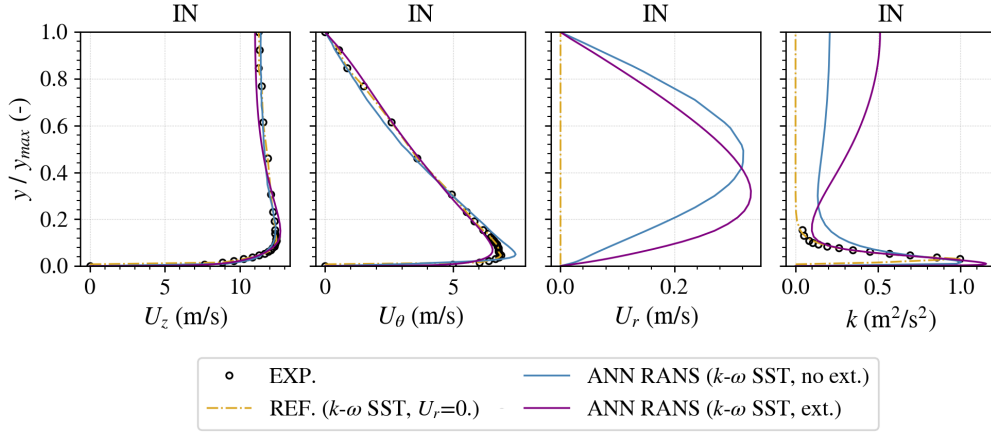 IN IN IN IN
y / y_max (-)
1.0
0.8
0.6
0.4
0.2
0.0
0 10 0 5 0.0 0.2 0.0 0.5 1.0
U_z (m/s) U_θ (m/s) U_r (m/s) k (m²/s²)
EXP. ANN RANS (k-ω SST, no ext.)
REF. (k-ω SST, U_r=0.) ANN RANS (k-ω SST, ext.)